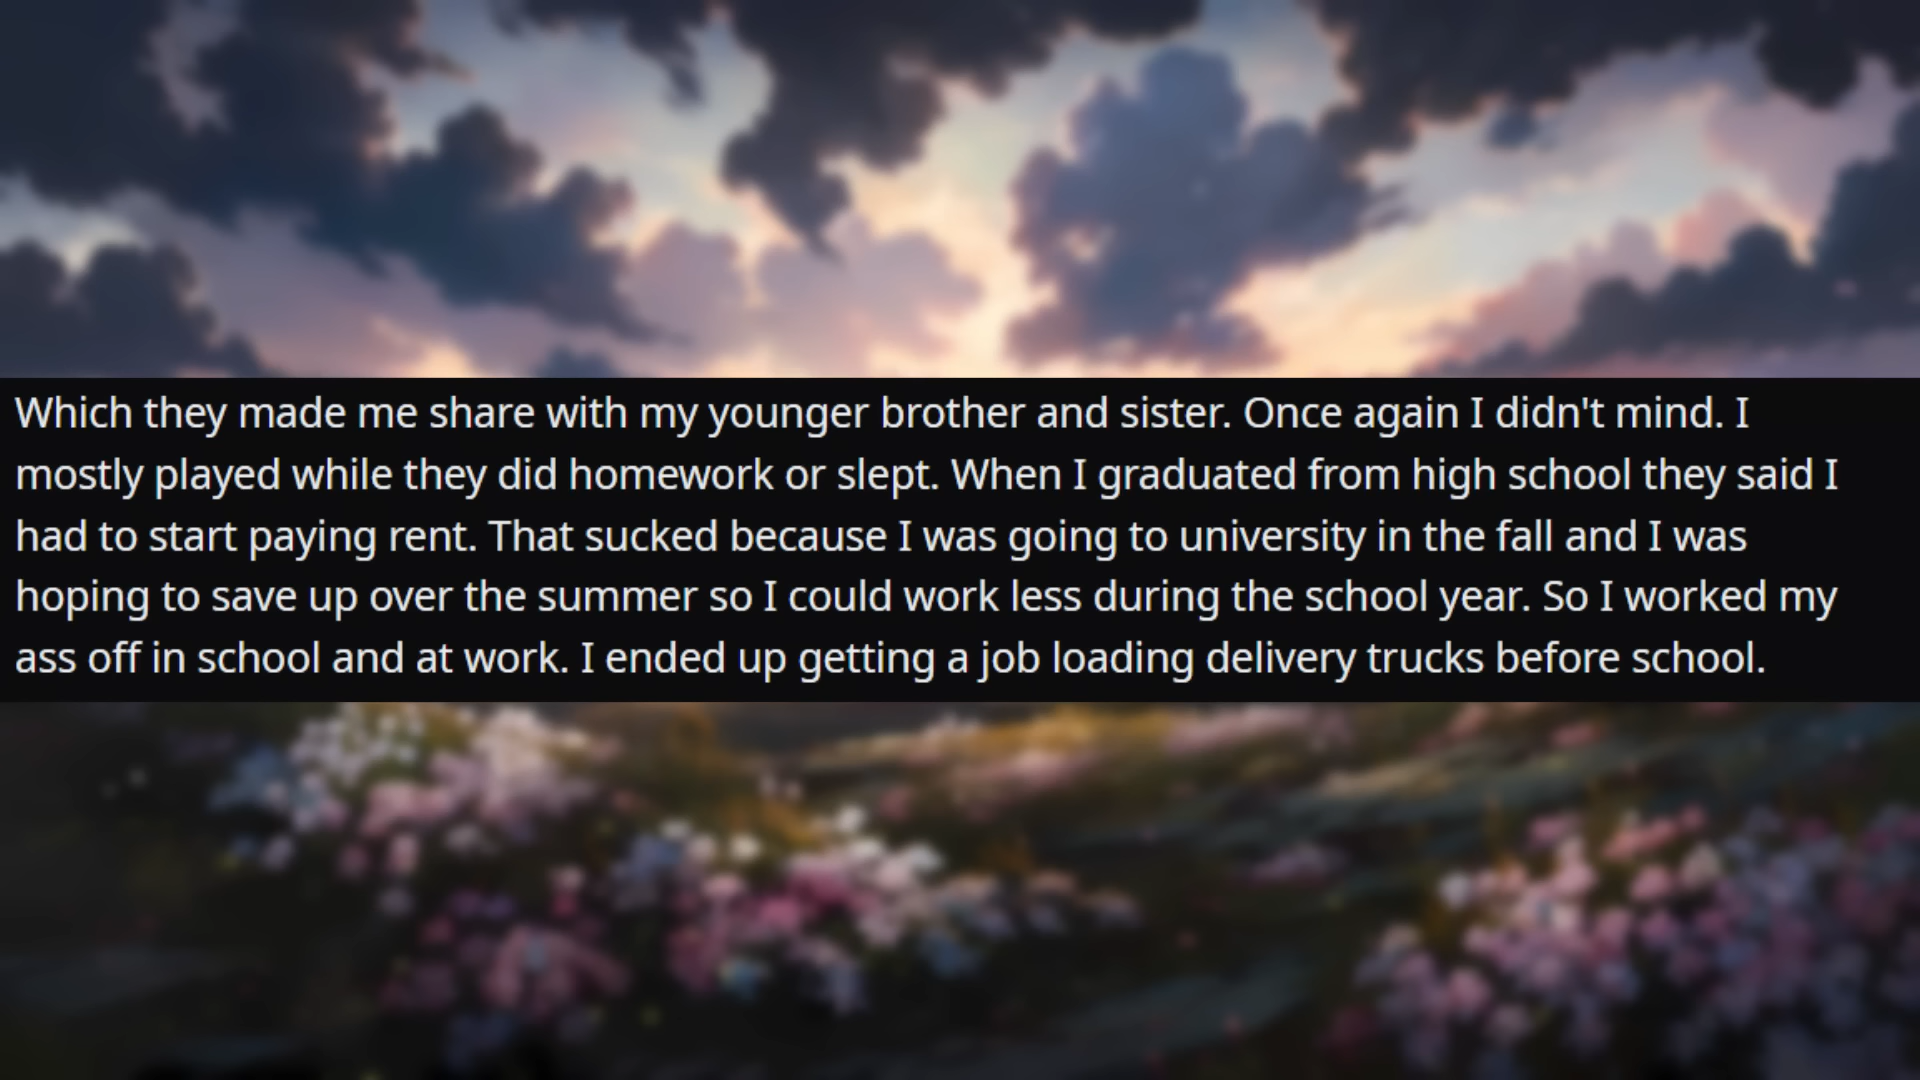 Which they made me share with my younger brother and sister. Once again I didn't mind. I
mostly played while they did homework or slept. When I graduated from high school they said I
had to start paying rent. That sucked because I was going to university in the fall and I was
hoping to save up over the summer so I could work less during the school year. So I worked my
ass off in school and at work. I ended up getting a job loading delivery trucks before school.